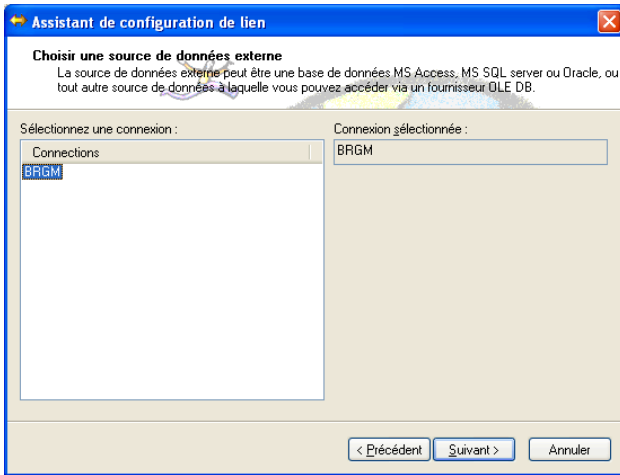 Assistant de configuration de lien
Choisir une source de données externe
La source de données externe peut être une base de données MS Access, MS SQL server ou Oracle, ou
tout autre source de données à laquelle vous pouvez accéder via un fournisseur OLE DB.
Sélectionnez une connexion :
Connexion sélectionnée :
Connections
BRGM
BRGM
< Précédent
Suivant >
Annuler